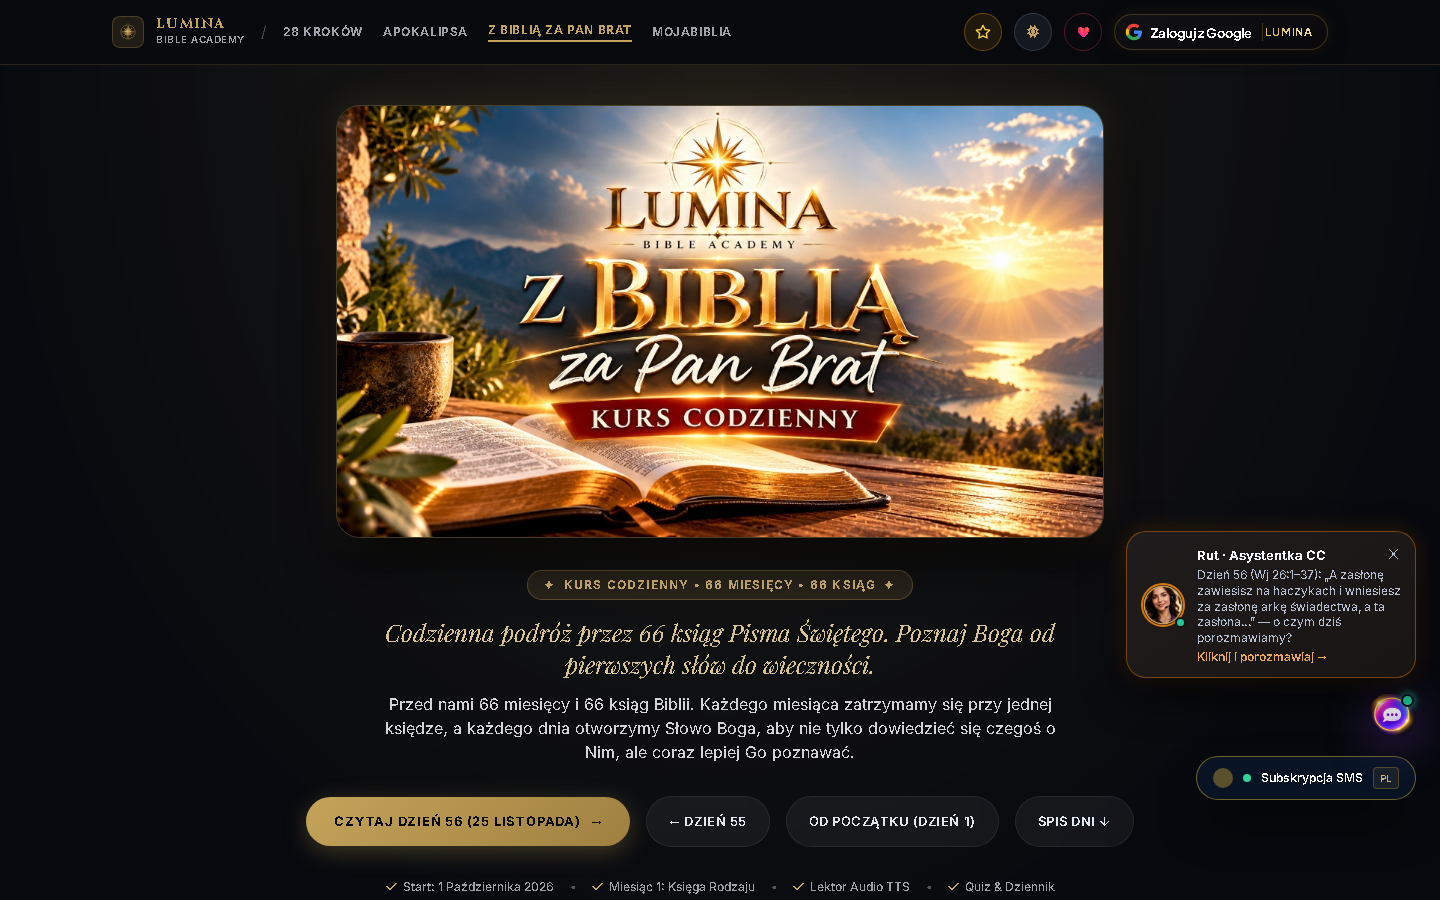 LUMINA
BIBLE ACADEMY
/
28 KROKÓW
APOKALIPSA
Z BIBLIĄ ZA PAN BRAT
MOJABIBLIA
Zaloguj z Google
LUMINA
LUMINA
BIBLE ACADEMY
Z BIBLIĄ
za Pan Brat
KURS CODZIENNY
✦ KURS CODZIENNY • 66 MIESIĘCY • 66 KSIĄG ✦
Codzienna podróż przez 66 ksiąg Pisma Świętego. Poznaj Boga od
pierwszych słów do wieczności.
Przed nami 66 miesięcy i 66 ksiąg Biblii. Każdego miesiąca zatrzymamy się przy jednej
księdze, a każdego dnia otworzymy Słowo Boga, aby nie tylko dowiedzieć się czegoś o
Nim, ale coraz lepiej Go poznawać.
CZYTAJ DZIEŃ 56 (25 LISTOPADA) →
← DZIEŃ 55
OD POCZĄTKU (DZIEŃ 1)
SPIS DNI ↓
✓ Start: 1 Października 2026 • ✓ Miesiąc 1: Księga Rodzaju • ✓ Lektor Audio TTS • ✓ Quiz & Dziennik
Rut · Asystentka CC
Dzień 56 (Wj 26:1–37): „A zasłonę
zawiesisz na haczykach i wniesiesz
za zasłonę arkę świadectwa, a ta
zasłona...” — o czym dziś
porozmawiamy?
Kliknij i porozmawiaj →
Subskrypcja SMS
PL